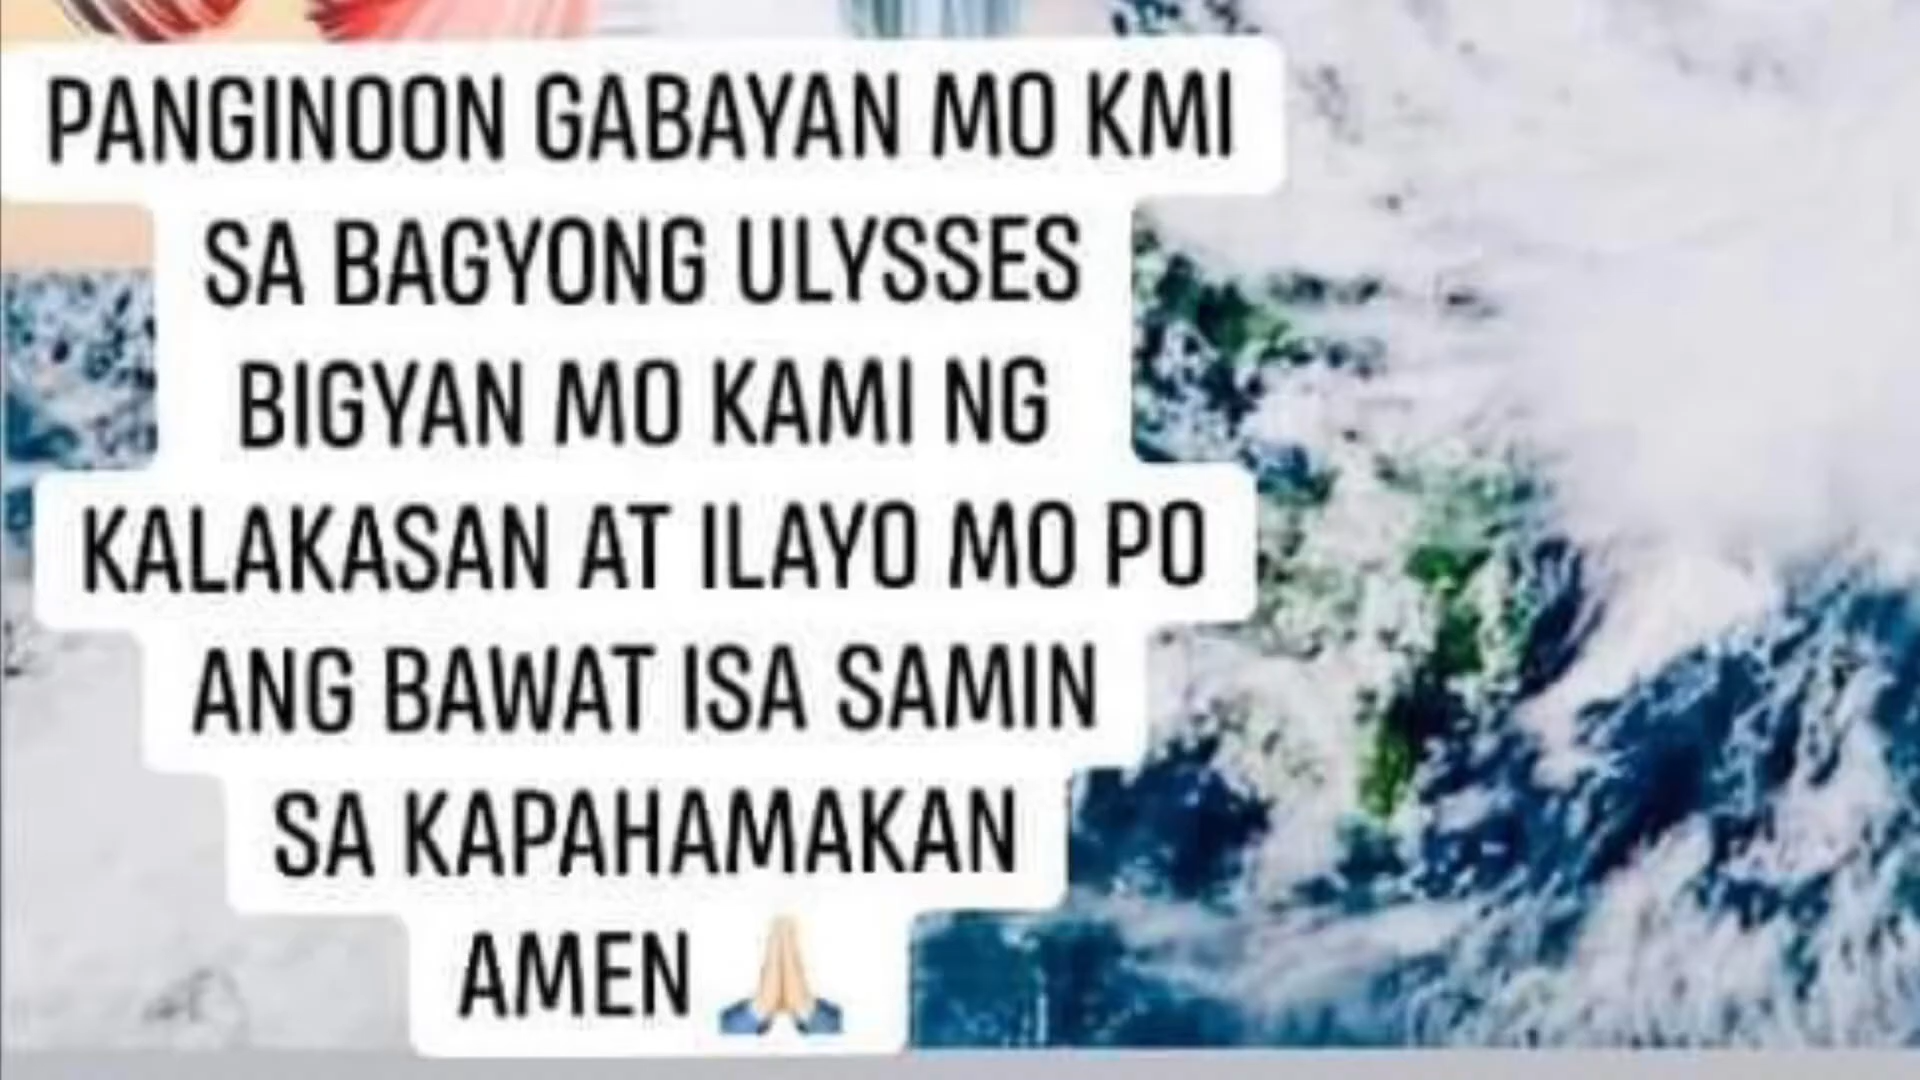 PANGINOON GABAYAN MO KMI
SA BAGYONG ULYSSES
BIGYAN MO KAMI NG
KALAKASAN AT ILAYO MO PO
ANG BAWAT ISA SAMIN
SA KAPAHAMAKAN
AMEN 🙏🏻